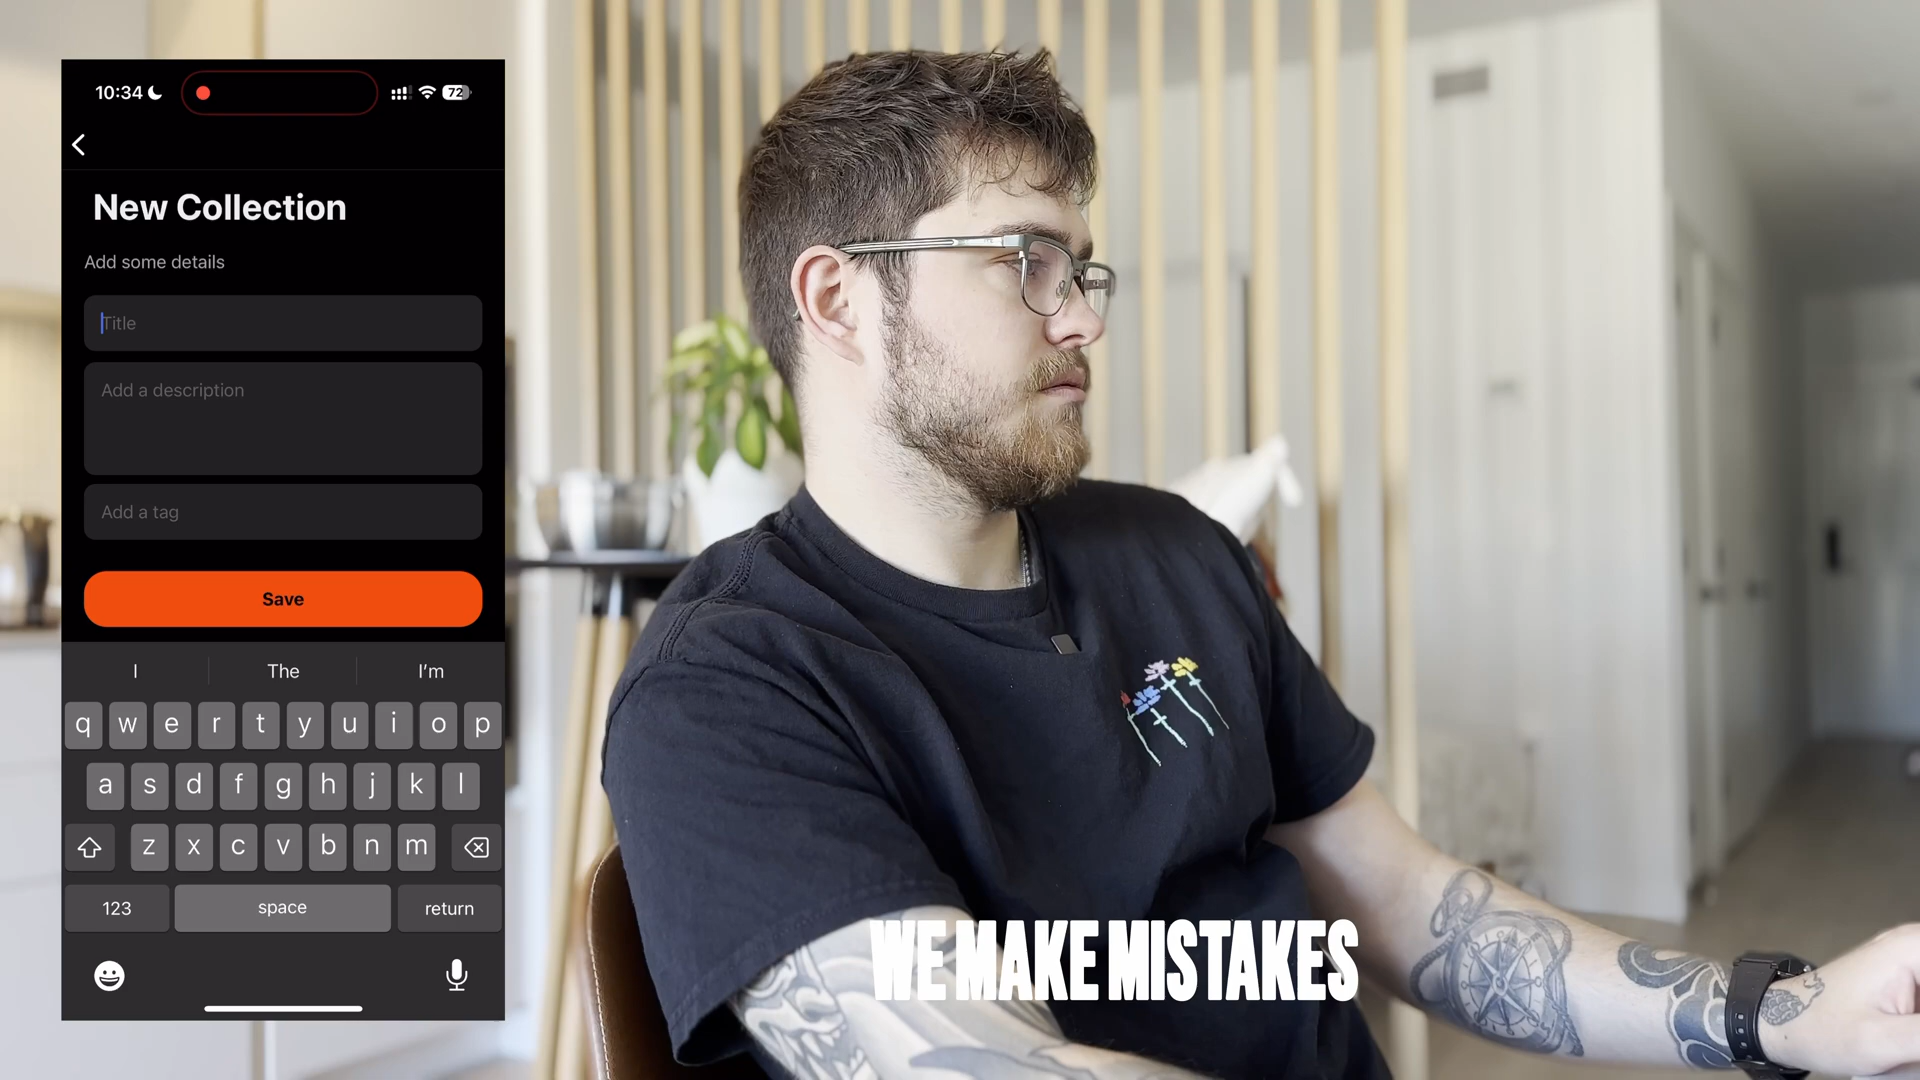 10:34
72
New Collection
Add some details
Title
Add a description
Add a tag
Save
I The I'm
q w e r t y u i o p
a s d f g h j k l
z x c v b n m
123 space return
WE MAKE MISTAKES